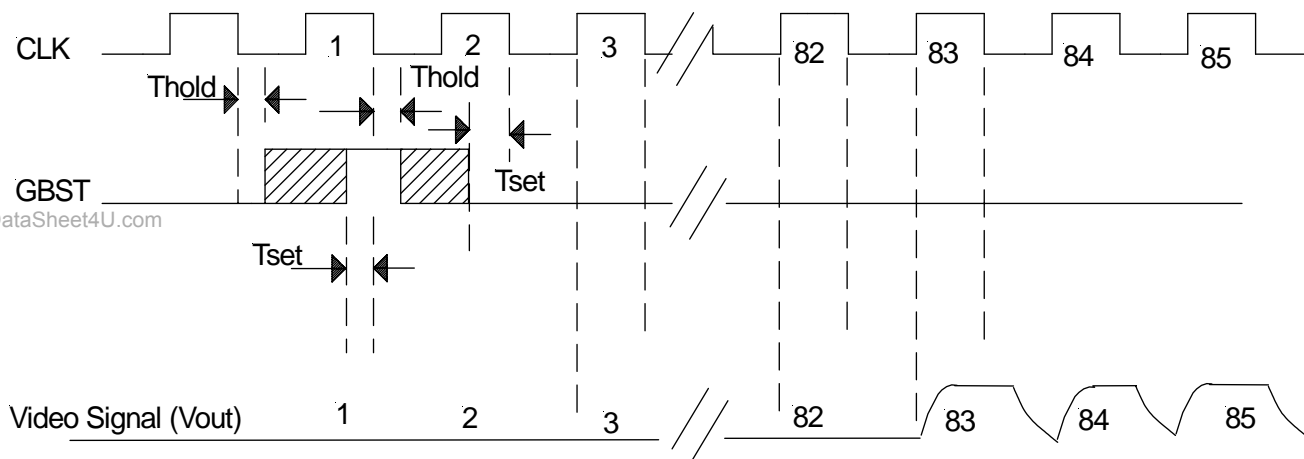 CLK 1 2 3 82 83 84 85
Thold Thold
Tset
GBST
DataSheet4U.com
Tset
Video Signal (Vout) 1 2 3 82 83 84 85